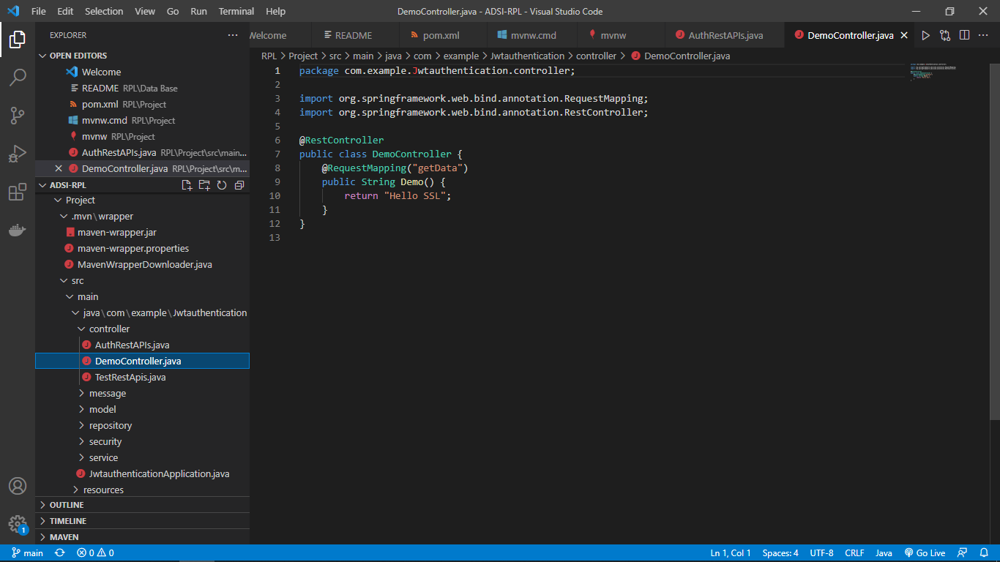 File Edit Selection View Go Run Terminal Help
DemoController.java - ADSI-RPL - Visual Studio Code
EXPLORER
OPEN EDITORS
Welcome
README RPL\Data Base
pom.xml RPL\Project
mvnw.cmd RPL\Project
mvnw RPL\Project
AuthRestAPIs.java RPL\Project\src\main...
DemoController.java RPL\Project\src\m...
ADSI-RPL
Project
.mvn\wrapper
maven-wrapper.jar
maven-wrapper.properties
MavenWrapperDownloader.java
src
main
java\com\example\Jwtauthentication
controller
AuthRestAPIs.java
DemoController.java
TestRestApis.java
message
model
repository
security
service
JwtauthenticationApplication.java
resources
OUTLINE
TIMELINE
MAVEN
1
Welcome README pom.xml mvnw.cmd mvnw AuthRestAPIs.java DemoController.java
RPL > Project > src > main > java > com > example > Jwtauthentication > controller > DemoController.java
1 package com.example.Jwtauthentication.controller;
2
3 import org.springframework.web.bind.annotation.RequestMapping;
4 import org.springframework.web.bind.annotation.RestController;
5
6 @RestController
7 public class DemoController {
8 @RequestMapping("getData")
9 public String Demo() {
10 return "Hello SSL";
11 }
12 }
13
main 0 0 Ln 1, Col 1 Spaces: 4 UTF-8 CRLF Java Go Live